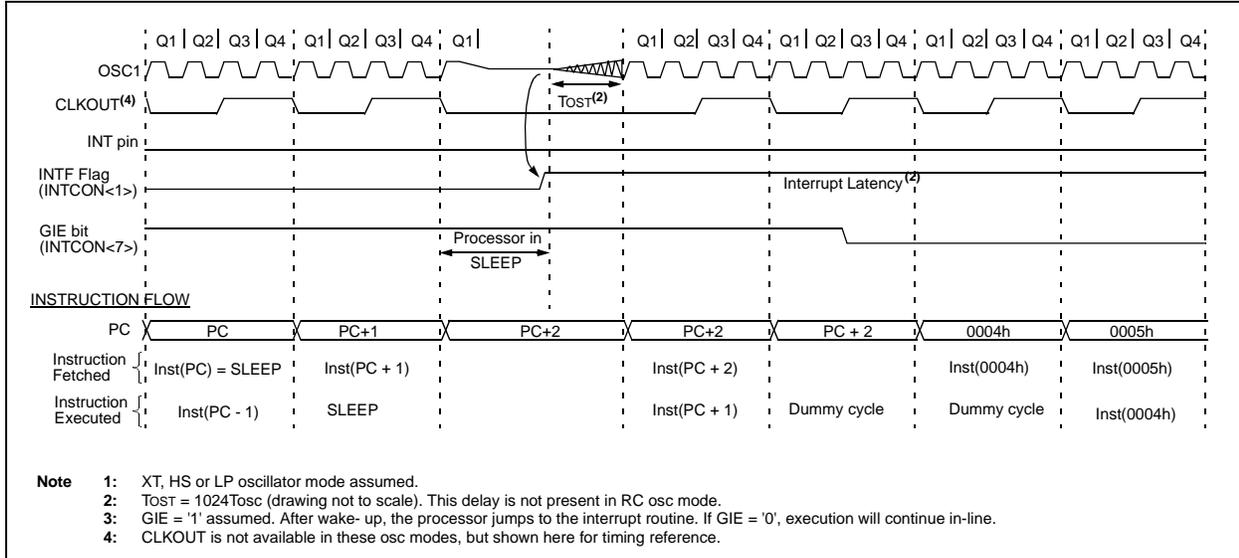 Q1 Q2 Q3 Q4 Q1 Q2 Q3 Q4 Q1 Q1 Q2 Q3 Q4 Q1 Q2 Q3 Q4 Q1 Q2 Q3 Q4 Q1 Q2 Q3 Q4
OSC1
TOST(2)
CLKOUT(4)
INT pin
INTF Flag
(INTCON<1>)
Interrupt Latency(2)
GIE bit
(INTCON<7>)
Processor in
SLEEP
INSTRUCTION FLOW
PC PC PC+1 PC+2 PC+2 PC + 2 0004h 0005h
Instruction
Fetched
Inst(PC) = SLEEP Inst(PC + 1) Inst(PC + 2) Inst(0004h) Inst(0005h)
Instruction
Executed
Inst(PC - 1) SLEEP Inst(PC + 1) Dummy cycle Dummy cycle Inst(0004h)
Note 1: XT, HS or LP oscillator mode assumed.
2: TOST = 1024Tosc (drawing not to scale). This delay is not present in RC osc mode.
3: GIE = '1' assumed. After wake- up, the processor jumps to the interrupt routine. If GIE = '0', execution will continue in-line.
4: CLKOUT is not available in these osc modes, but shown here for timing reference.